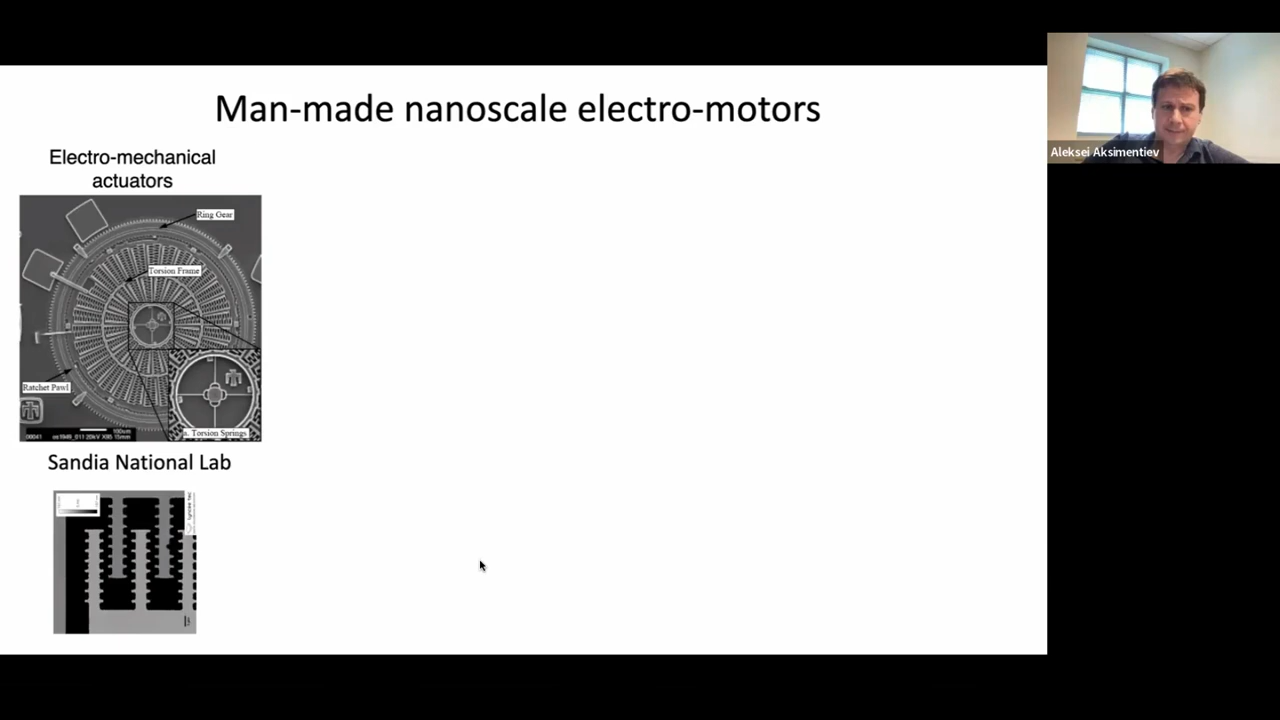 Man-made nanoscale electro-motors
Aleksei Aksimentiev
Electro-mechanical
actuators
Ring Gear
Torsion Frame
Ratchet Pawl
Torsion Springs
100um
Sandia National Lab